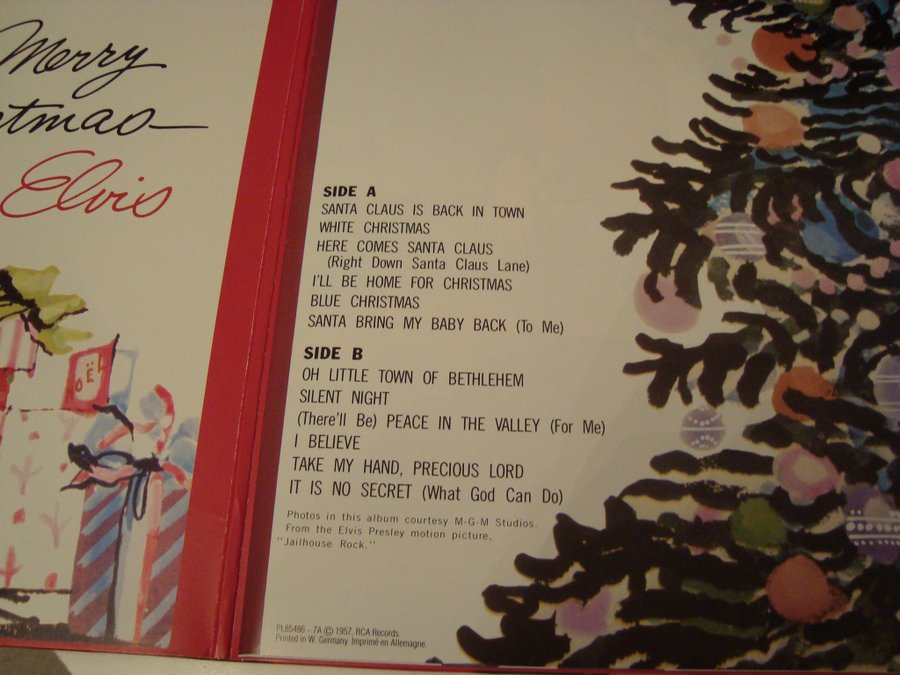 Merry
tmas
Elvis
SIDE A
SANTA CLAUS IS BACK IN TOWN
WHITE CHRISTMAS
HERE COMES SANTA CLAUS
(Right Down Santa Claus Lane)
I'LL BE HOME FOR CHRISTMAS
BLUE CHRISTMAS
SANTA BRING MY BABY BACK (To Me)
SIDE B
OH LITTLE TOWN OF BETHLEHEM
SILENT NIGHT
(There'll Be) PEACE IN THE VALLEY (For Me)
I BELIEVE
TAKE MY HAND, PRECIOUS LORD
IT IS NO SECRET (What God Can Do)
Photos in this album courtesy M-G-M Studios.
From the Elvis Presley motion picture,
"Jailhouse Rock."
PL85486 - 7A © 1957, RCA Records.
Printed in W. Germany. Imprimé en Allemagne.